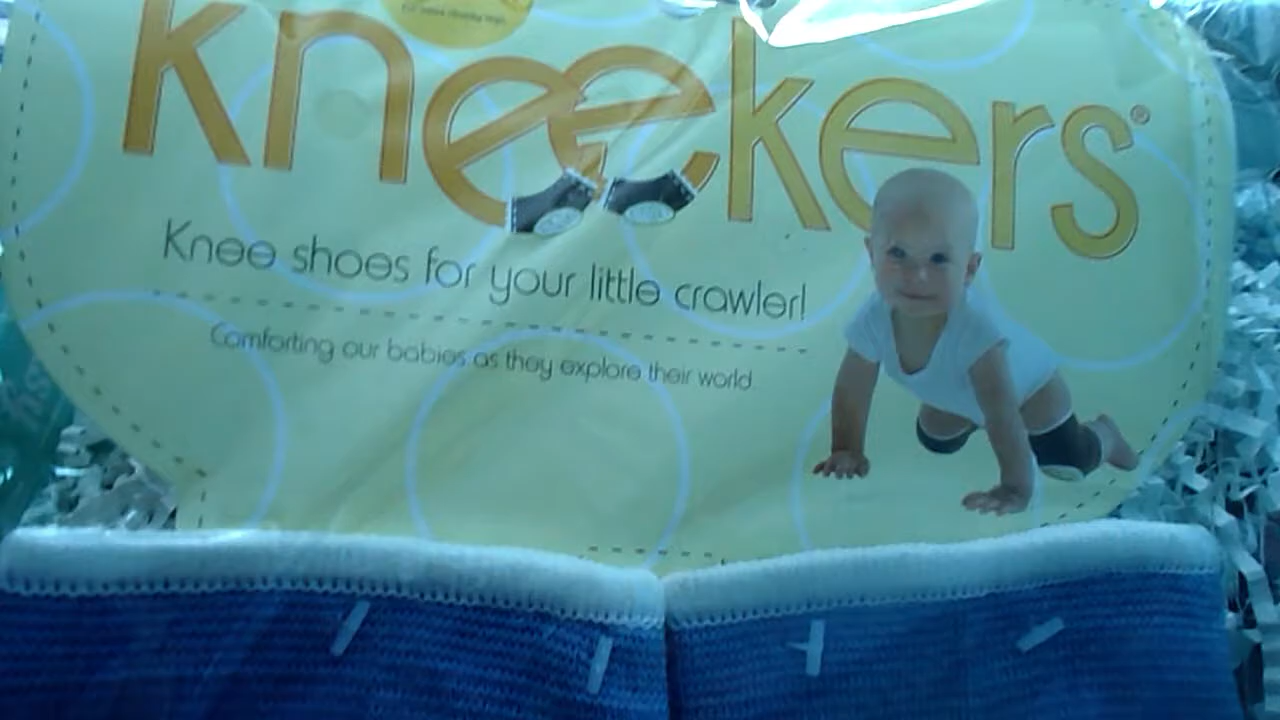 kneekers®
Knee shoes for your little crawler!
Comforting our babies as they explore their world